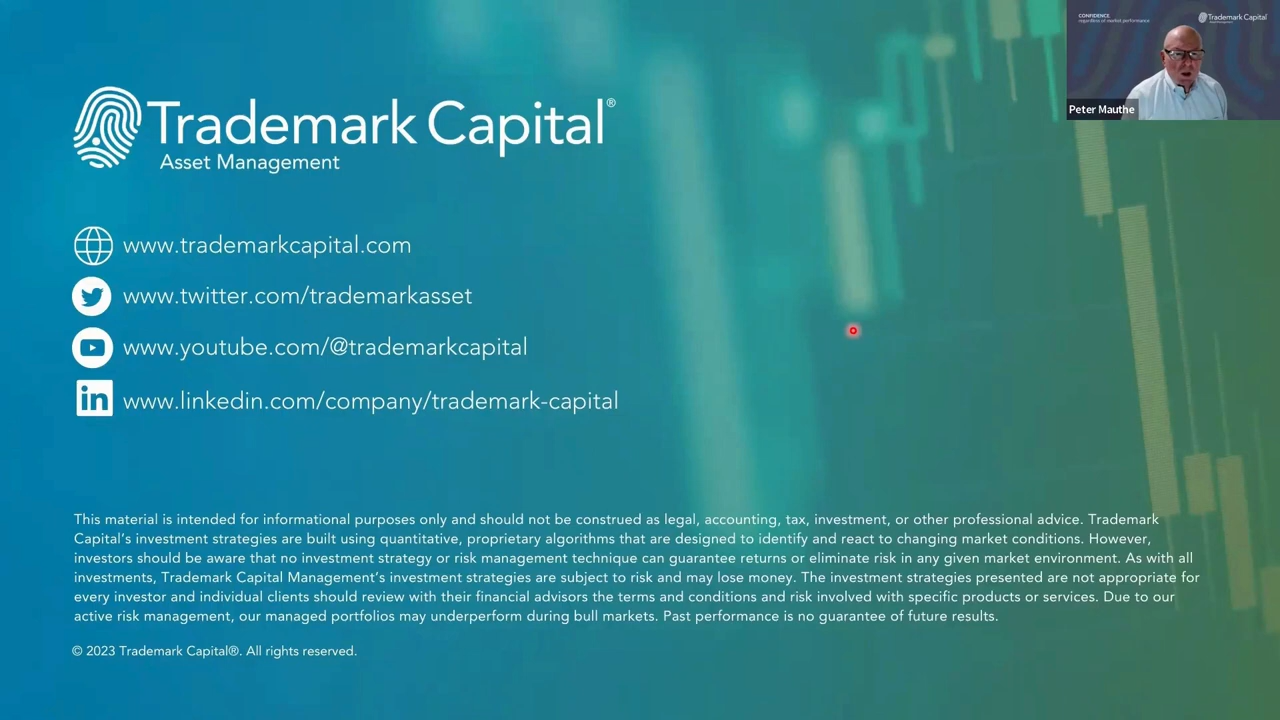 CONFIDENCE
regardless of market performance
Trademark Capital
Peter Mauthe
Trademark Capital®
Asset Management
www.trademarkcapital.com
www.twitter.com/trademarkasset
www.youtube.com/@trademarkcapital
in www.linkedin.com/company/trademark-capital
This material is intended for informational purposes only and should not be construed as legal, accounting, tax, investment, or other professional advice. Trademark
Capital's investment strategies are built using quantitative, proprietary algorithms that are designed to identify and react to changing market conditions. However,
investors should be aware that no investment strategy or risk management technique can guarantee returns or eliminate risk in any given market environment. As with all
investments, Trademark Capital Management's investment strategies are subject to risk and may lose money. The investment strategies presented are not appropriate for
every investor and individual clients should review with their financial advisors the terms and conditions and risk involved with specific products or services. Due to our
active risk management, our managed portfolios may underperform during bull markets. Past performance is no guarantee of future results.
© 2023 Trademark Capital®. All rights reserved.